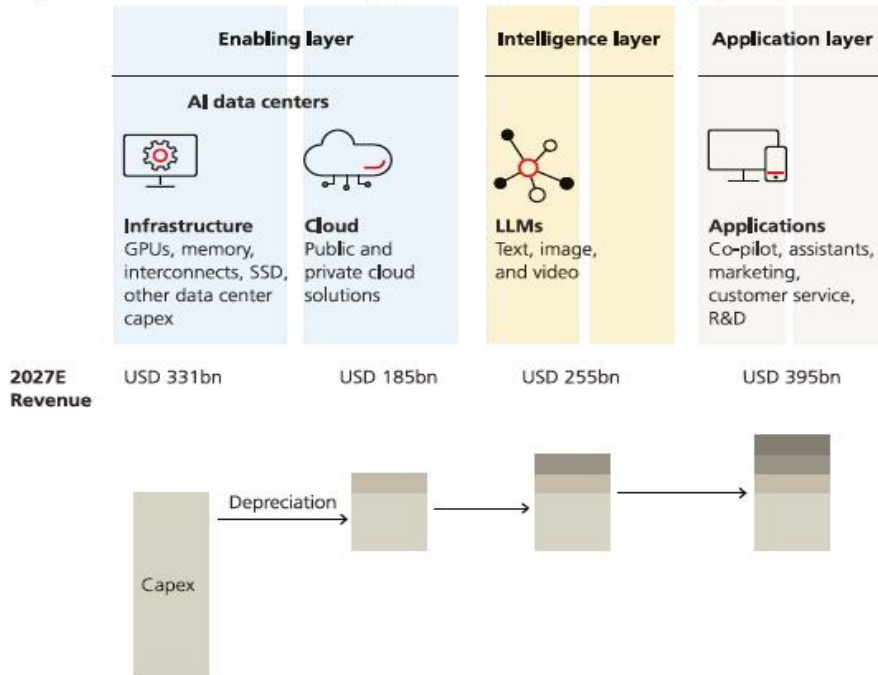 Enabling layer
Intelligence layer
Application layer
AI data centers
Infrastructure
GPUs, memory,
interconnects, SSD,
other data center
capex
Cloud
Public and
private cloud
solutions
LLMs
Text, image,
and video
Applications
Co-pilot, assistants,
marketing,
customer service,
R&D
2027E
Revenue
USD 331bn
USD 185bn
USD 255bn
USD 395bn
Depreciation
Capex